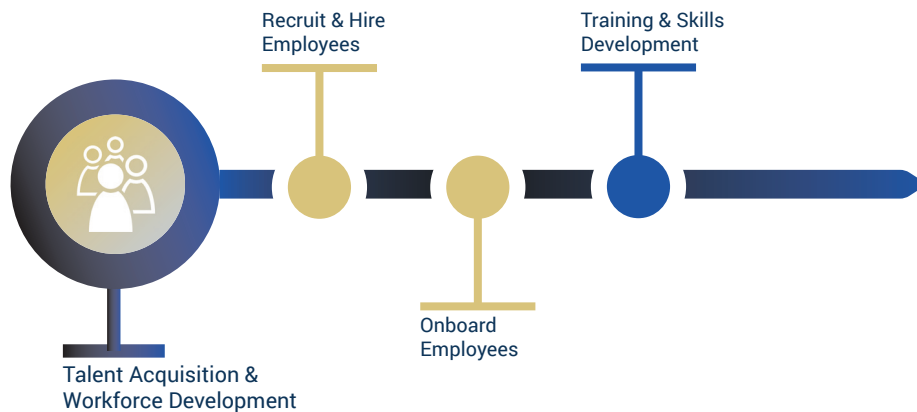 Recruit & Hire
Employees
Training & Skills
Development
Onboard
Employees
Talent Acquisition &
Workforce Development